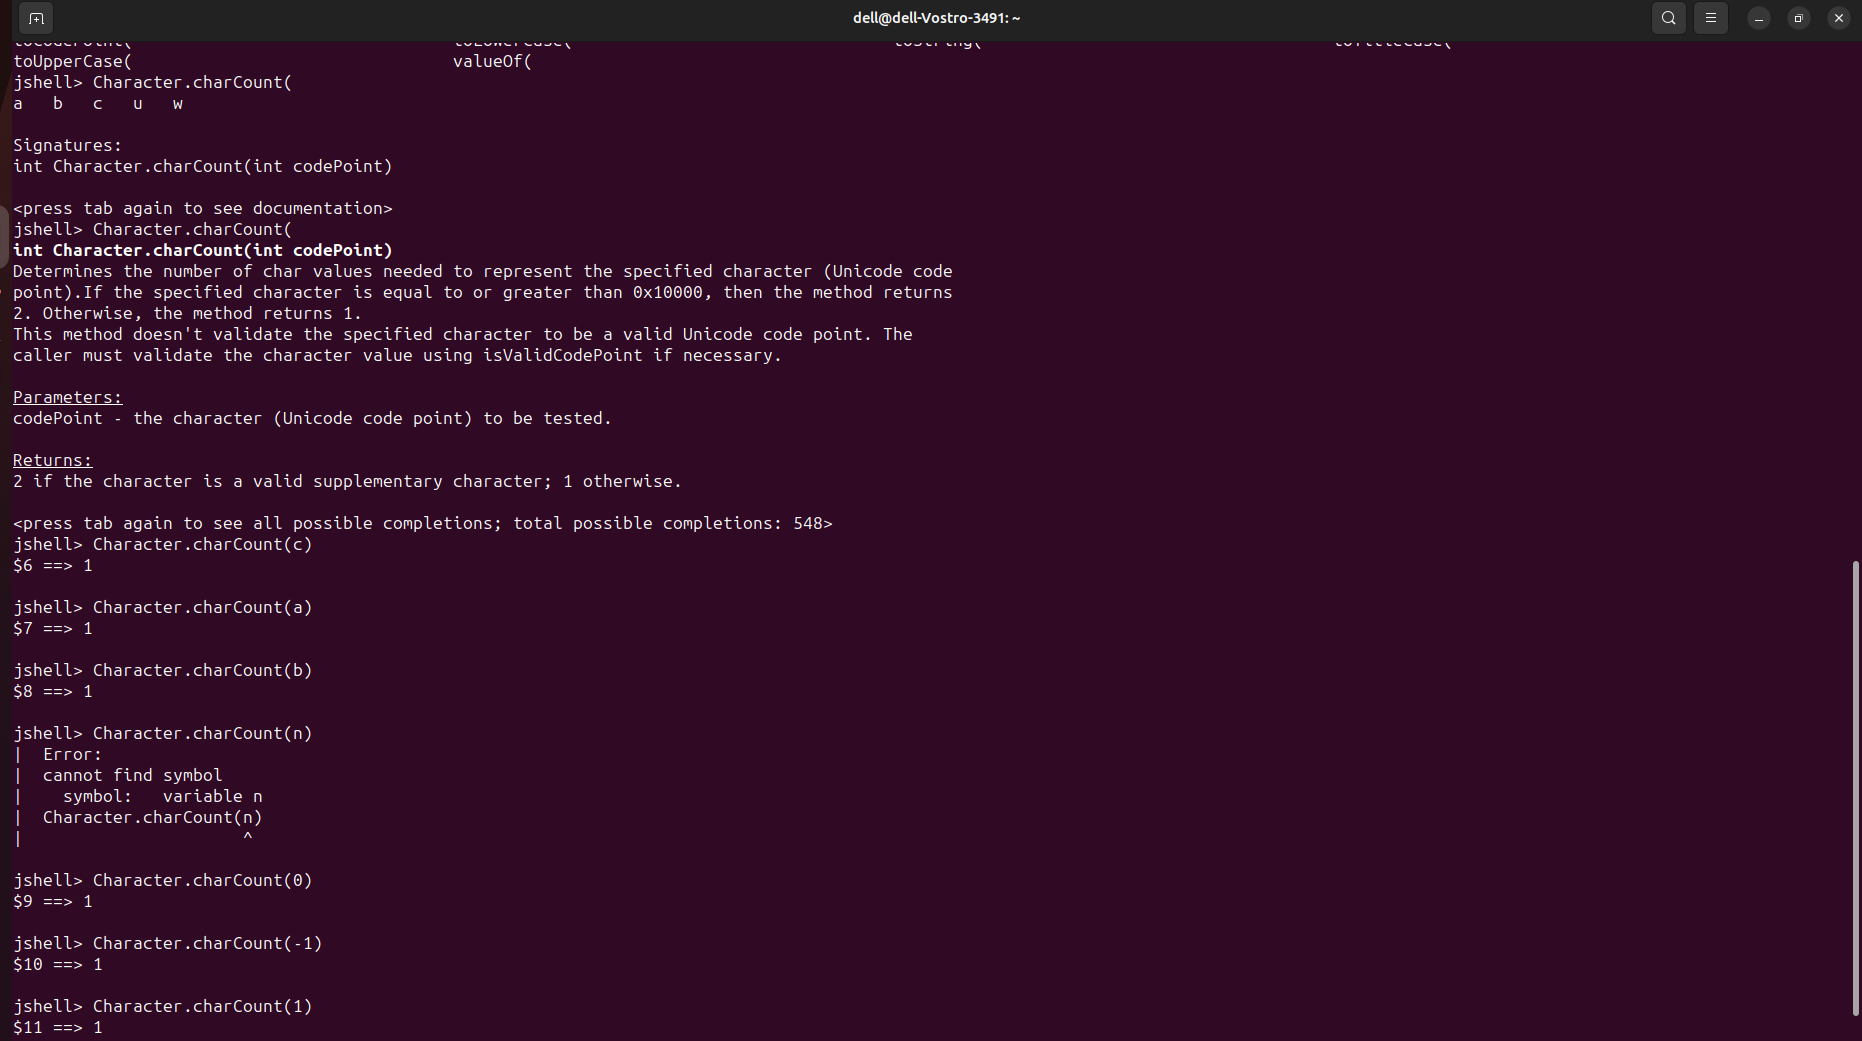 dell@dell-Vostro-3491: ~
toCodePoint( toLowerCase( toString( toTitleCase(
toUpperCase( valueOf(
jshell> Character.charCount(
a b c u w
Signatures:
int Character.charCount(int codePoint)
<press tab again to see documentation>
jshell> Character.charCount(
int Character.charCount(int codePoint)
Determines the number of char values needed to represent the specified character (Unicode code
point).If the specified character is equal to or greater than 0x10000, then the method returns
2. Otherwise, the method returns 1.
This method doesn't validate the specified character to be a valid Unicode code point. The
caller must validate the character value using isValidCodePoint if necessary.
Parameters:
codePoint - the character (Unicode code point) to be tested.
Returns:
2 if the character is a valid supplementary character; 1 otherwise.
<press tab again to see all possible completions; total possible completions: 548>
jshell> Character.charCount(c)
$6 ==> 1
jshell> Character.charCount(a)
$7 ==> 1
jshell> Character.charCount(b)
$8 ==> 1
jshell> Character.charCount(n)
| Error:
| cannot find symbol
| symbol: variable n
| Character.charCount(n)
| ^
jshell> Character.charCount(0)
$9 ==> 1
jshell> Character.charCount(-1)
$10 ==> 1
jshell> Character.charCount(1)
$11 ==> 1